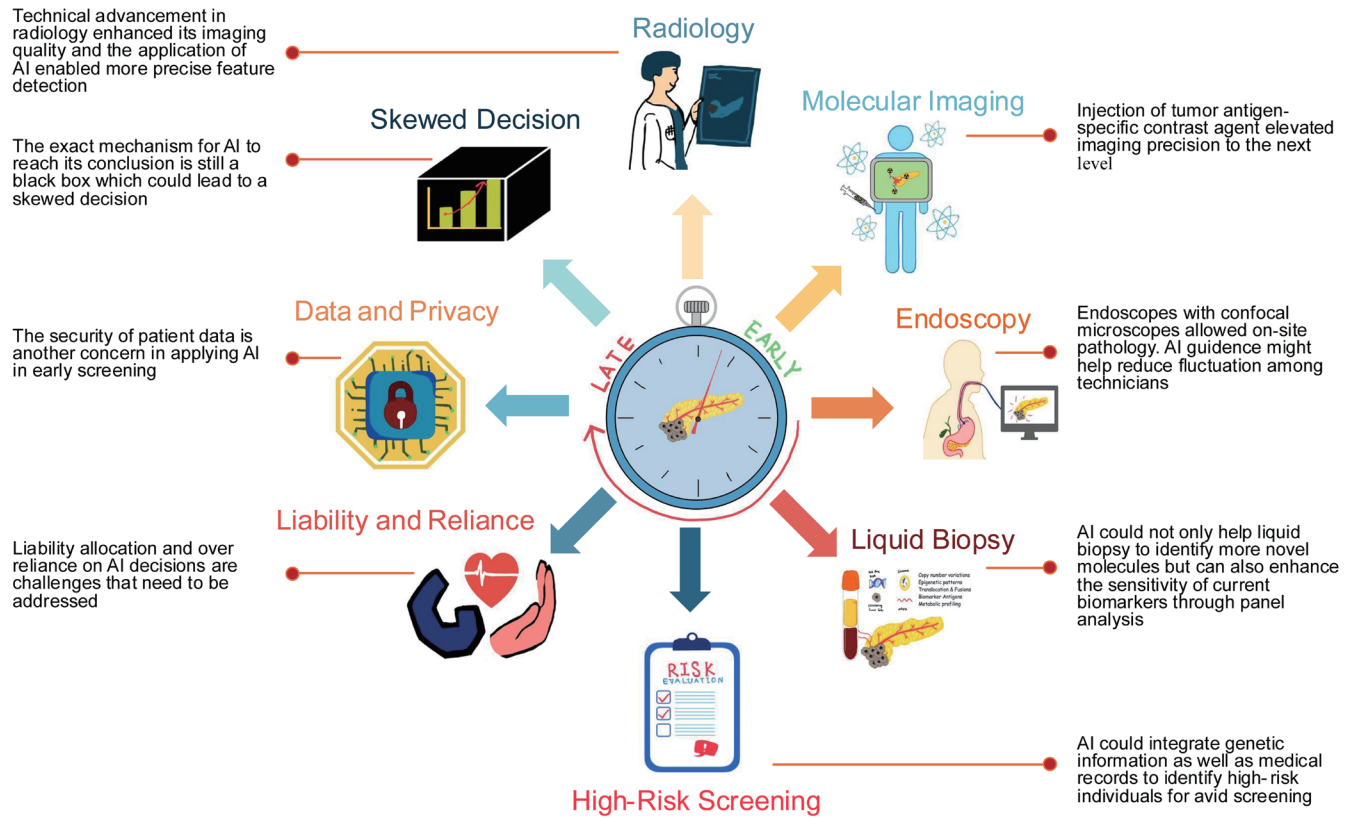 Technical advancement in
radiology enhanced its imaging
quality and the application of
AI enabled more precise feature
detection
Radiology
Skewed Decision
The exact mechanism for AI to
reach its conclusion is still a
black box which could lead to a
skewed decision
Molecular Imaging
Injection of tumor antigen-
specific contrast agent elevated
imaging precision to the next
level
Data and Privacy
The security of patient data is
another concern in applying AI
in early screening
LATE
EARLY
Endoscopy
Endoscopes with confocal
microscopes allowed on-site
pathology. AI guidance might
help reduce fluctuation among
technicians
Liability and Reliance
Liability allocation and over
reliance on AI decisions are
challenges that need to be
addressed
Liquid Biopsy
Copy number variations
Epigenetic patterns
Translocation & Fusions
Biomarker Antigens
Metabolic profiling
AI could not only help liquid
biopsy to identify more novel
molecules but can also enhance
the sensitivity of current
biomarkers through panel
analysis
RISK
EVALUATION
High-Risk Screening
AI could integrate genetic
information as well as medical
records to identify high-risk
individuals for avid screening